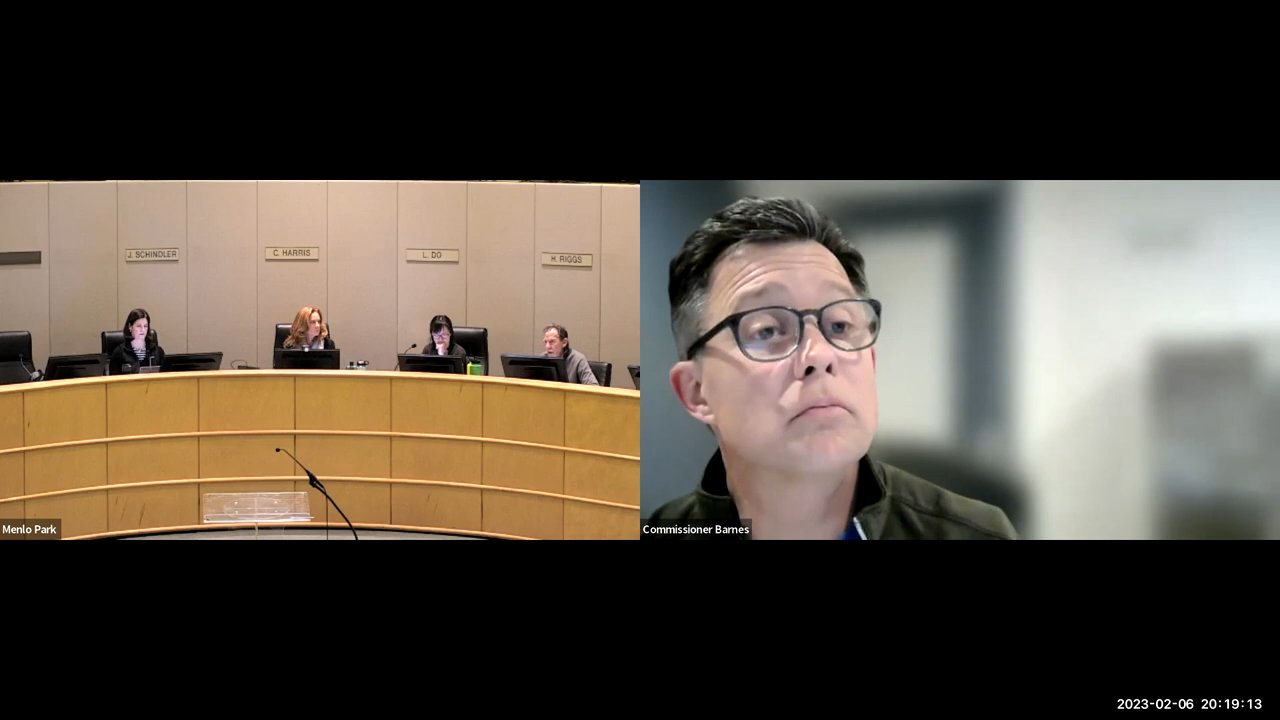 J. SCHINDLER
C. HARRIS
L. DO
H. RIGGS
Menlo Park
Commissioner Barnes
2023-02-06 20:19:13